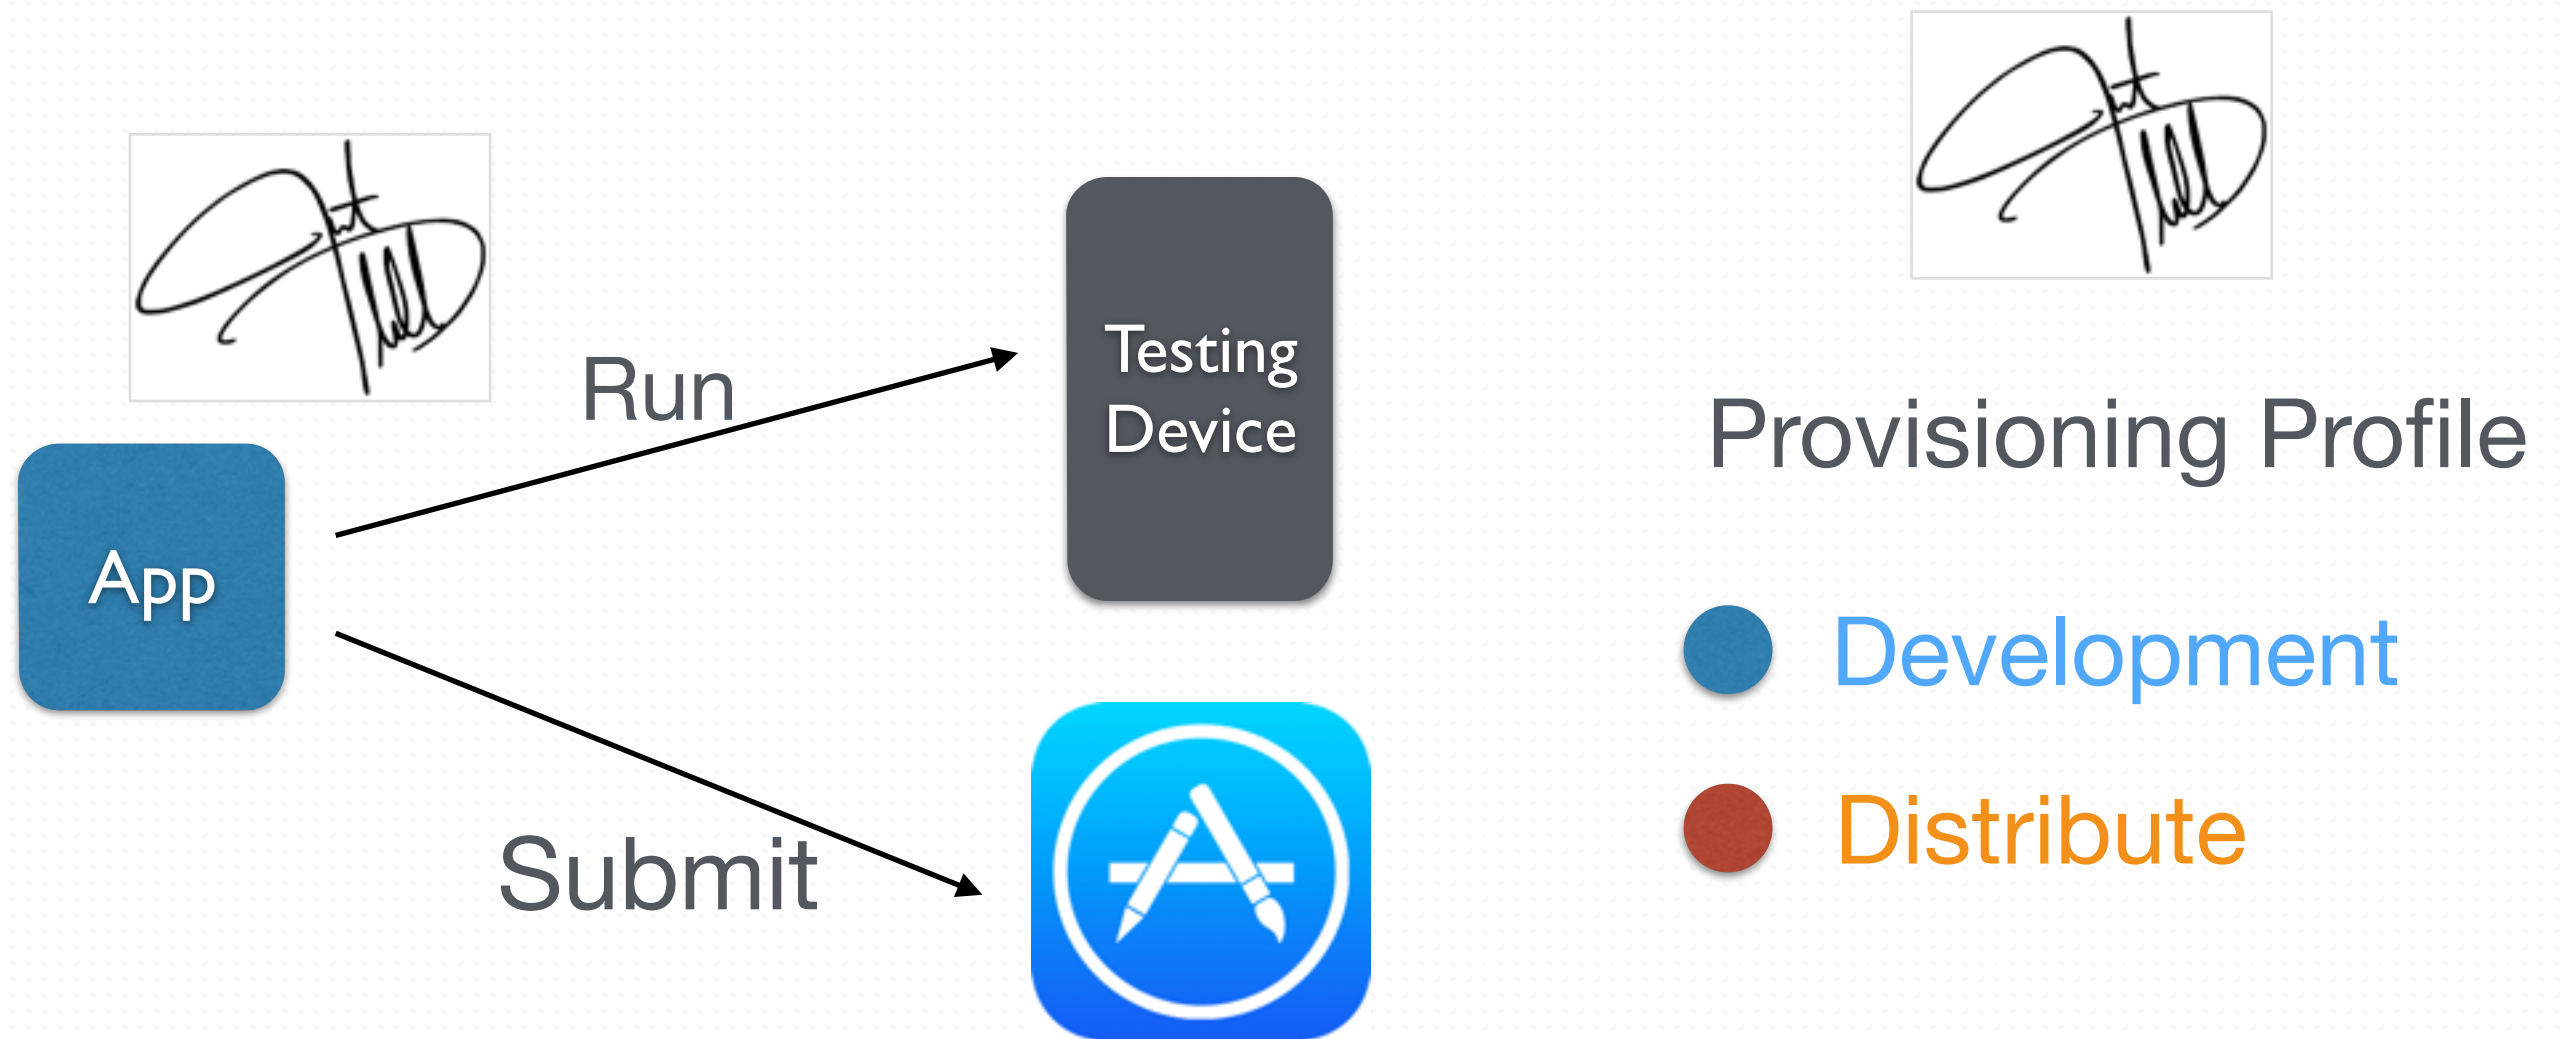 Run
Testing
Device
App
Submit
Provisioning Profile
Development
Distribute